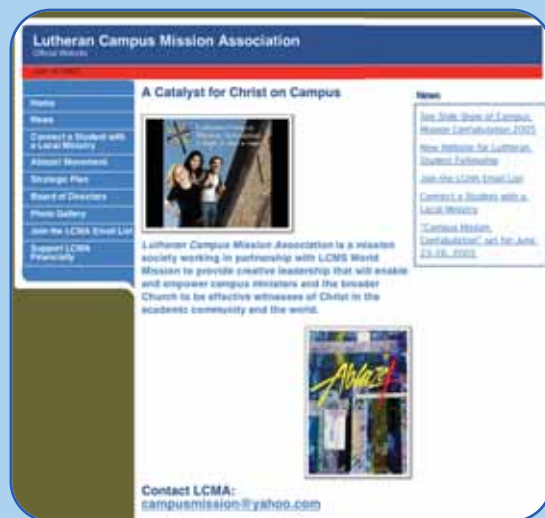 Lutheran Campus Mission Association
Official Website
Home
News
Connect a Student with
a Local Ministry
Ablaze! Movement
Strategic Plan
Board of Directors
Photo Gallery
Join the LCMA Email List
Support LCMA
Financially
A Catalyst for Christ on Campus
Lutheran Campus Mission Association is a mission
society working in partnership with LCMS World
Mission to provide creative leadership that will enable
and empower campus ministers and the broader
Church to be effective witnesses of Christ in the
academic community and the world.
Ablaze!
Contact LCMA:
campusmission@yahoo.com
News
See Slide Show of Campus
Mission Confabulation 2005
New Website for Lutheran
Student Fellowship
Join the LCMA Email List
Connect a Student with a
Local Ministry
"Campus Mission
Confabulation" set for June